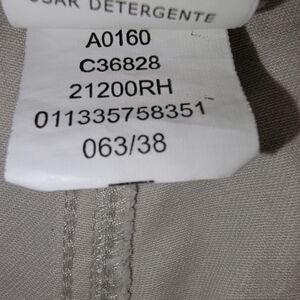 USAR DETERGENTE
A0160
C36828
21200RH
011335758351
063/38